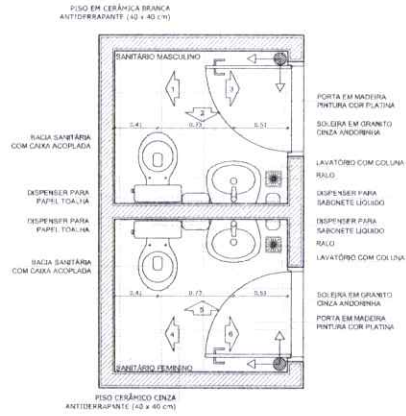 PISO EM CERÂMICA BRANCA
ANTIDERRAPANTE (40 x 40 cm)
SANITÁRIO MASCULINO
1
3
2
0.41
0.77
0.51
BACIA SANITÁRIA
COM CAIXA ACOPLADA
DISPENSER PARA
PAPEL TOALHA
DISPENSER PARA
PAPEL TOALHA
BACIA SANITÁRIA
COM CAIXA ACOPLADA
PORTA EM MADEIRA
PINTURA COR PLATINA
SOLEIRA EM GRANITO
CINZA ANDORINHA
LAVATÓRIO COM COLUNA
RALO
DISPENSER PARA
SABONETE LÍQUIDO
DISPENSER PARA
SABONETE LÍQUIDO
RALO
LAVATÓRIO COM COLUNA
SOLEIRA EM GRANITO
CINZA ANDORINHA
PORTA EM MADEIRA
PINTURA COR PLATINA
0.41
0.77
0.51
5
4
6
SANITÁRIO FEMININO
PISO CERÂMICO CINZA
ANTIDERRAPANTE (40 x 40 cm)